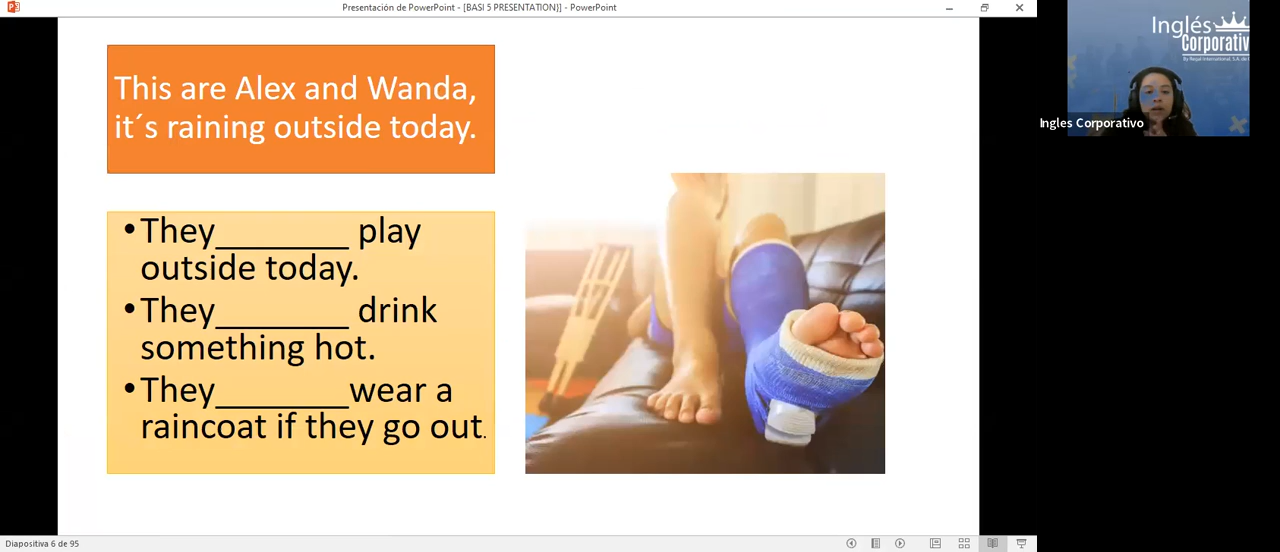 Presentación de PowerPoint - [BASI 5 PRESENTATION)] - PowerPoint
This are Alex and Wanda,
it´s raining outside today.
•They________ play
outside today.
•They________ drink
something hot.
•They________wear a
raincoat if they go out.
Inglés
Corporativ
Ingles Corporativo
Diapositiva 6 de 95